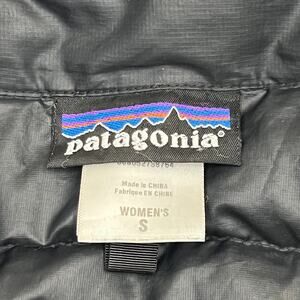 patagonia®
Made in CHINA
Fabriqué EN CHINE
WOMEN'S
S